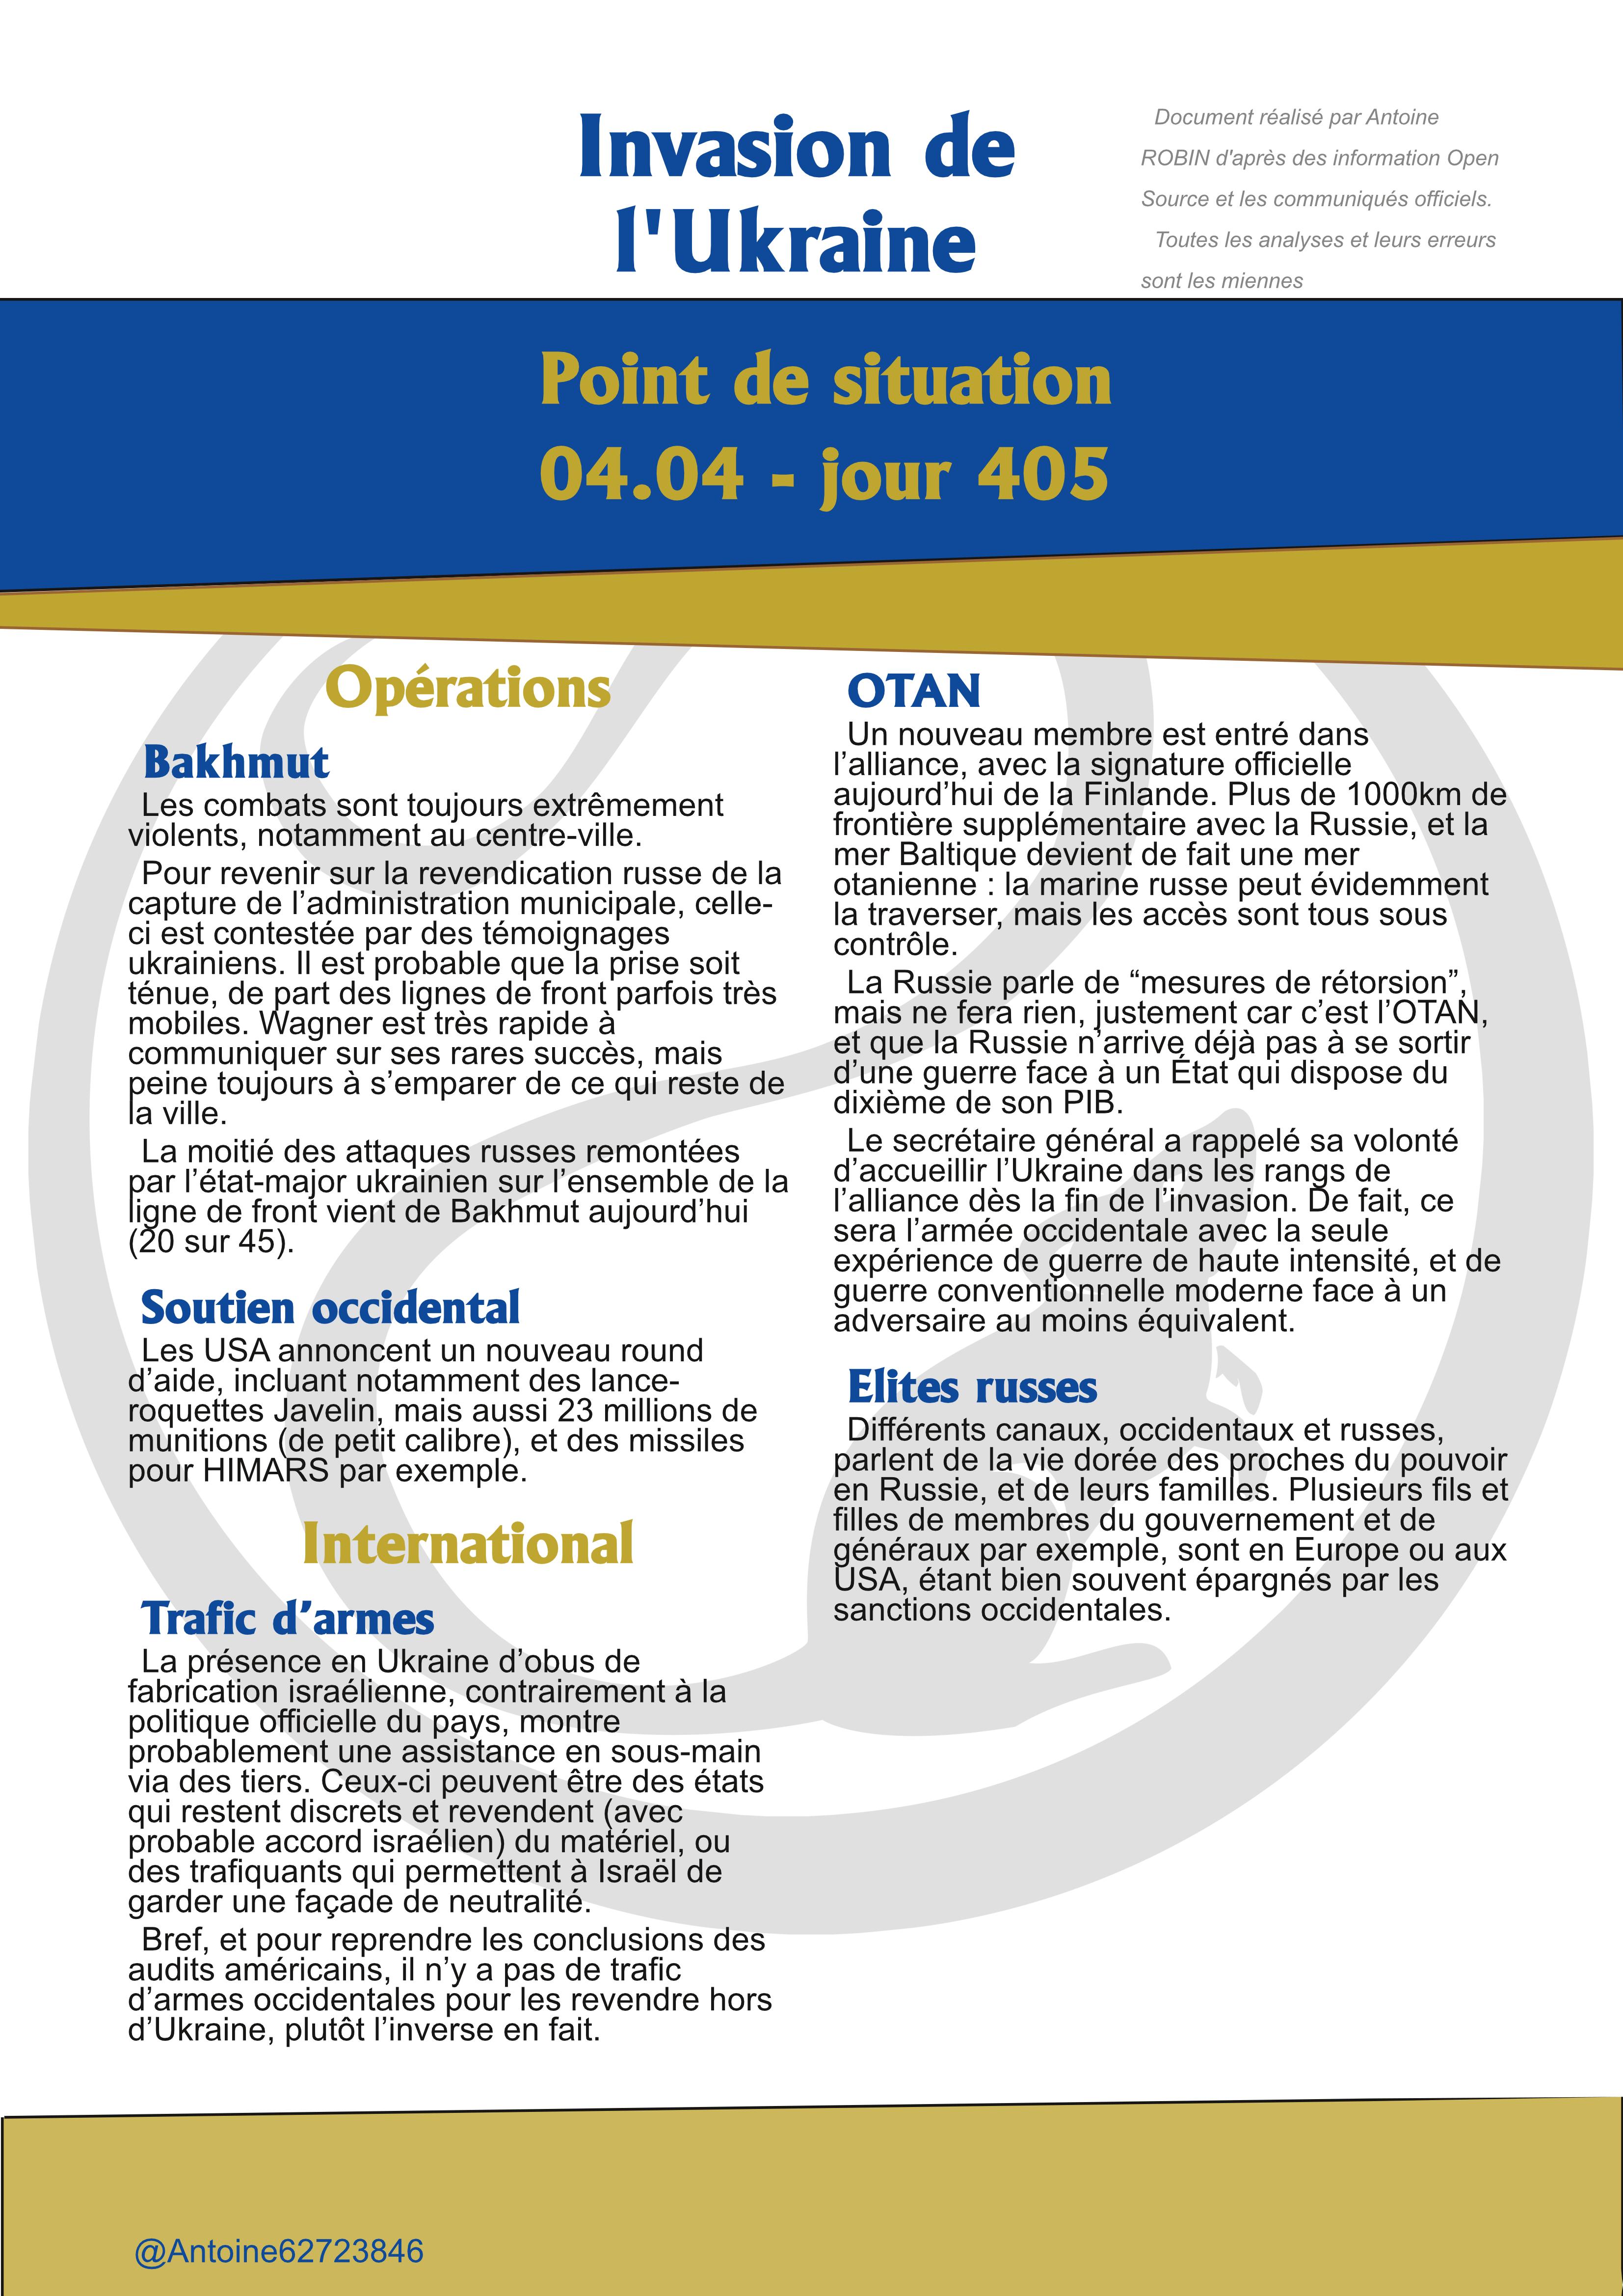 Invasion de
l'Ukraine
Document réalisé par Antoine
ROBIN d'après des information Open
Source et les communiqués officiels.
Toutes les analyses et leurs erreurs
sont les miennes
Point de situation
04.04 - jour 405
Opérations
Bakhmut
Les combats sont toujours extrêmement
violents, notamment au centre-ville.
Pour revenir sur la revendication russe de la
capture de l’administration municipale, celle-
ci est contestée par des témoignages
ukrainiens. Il est probable que la prise soit
ténue, de part des lignes de front parfois très
mobiles. Wagner est très rapide à
communiquer sur ses rares succès, mais
peine toujours à s’emparer de ce qui reste de
la ville.
La moitié des attaques russes remontées
par l’état-major ukrainien sur l’ensemble de la
ligne de front vient de Bakhmut aujourd’hui
(20 sur 45).
Soutien occidental
Les USA annoncent un nouveau round
d’aide, incluant notamment des lance-
roquettes Javelin, mais aussi 23 millions de
munitions (de petit calibre), et des missiles
pour HIMARS par exemple.
International
Trafic d’armes
La présence en Ukraine d’obus de
fabrication israélienne, contrairement à la
politique officielle du pays, montre
probablement une assistance en sous-main
via des tiers. Ceux-ci peuvent être des états
qui restent discrets et revendent (avec
probable accord israélien) du matériel, ou
des trafiquants qui permettent à Israël de
garder une façade de neutralité.
Bref, et pour reprendre les conclusions des
audits américains, il n’y a pas de trafic
d’armes occidentales pour les revendre hors
d’Ukraine, plutôt l’inverse en fait.
OTAN
Un nouveau membre est entré dans
l’alliance, avec la signature officielle
aujourd’hui de la Finlande. Plus de 1000km de
frontière supplémentaire avec la Russie, et la
mer Baltique devient de fait une mer
otanienne : la marine russe peut évidemment
la traverser, mais les accès sont tous sous
contrôle.
La Russie parle de “mesures de rétorsion”,
mais ne fera rien, justement car c’est l’OTAN,
et que la Russie n’arrive déjà pas à se sortir
d’une guerre face à un État qui dispose du
dixième de son PIB.
Le secrétaire général a rappelé sa volonté
d’accueillir l’Ukraine dans les rangs de
l’alliance dès la fin de l’invasion. De fait, ce
sera l’armée occidentale avec la seule
expérience de guerre de haute intensité, et de
guerre conventionnelle moderne face à un
adversaire au moins équivalent.
Elites russes
Différents canaux, occidentaux et russes,
parlent de la vie dorée des proches du pouvoir
en Russie, et de leurs familles. Plusieurs fils et
filles de membres du gouvernement et de
généraux par exemple, sont en Europe ou aux
USA, étant bien souvent épargnés par les
sanctions occidentales.
@Antoine62723846